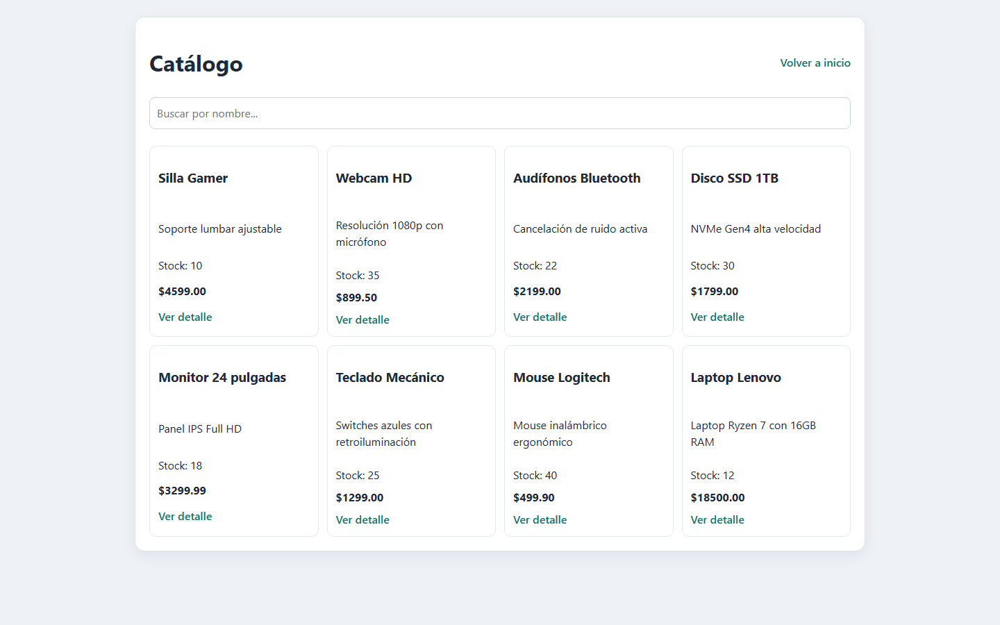 Catálogo
Volver a inicio
Buscar por nombre...
Silla Gamer
Soporte lumbar ajustable
Stock: 10
$4599.00
Ver detalle
Webcam HD
Resolución 1080p con
micrófono
Stock: 35
$899.50
Ver detalle
Audífonos Bluetooth
Cancelación de ruido activa
Stock: 22
$2199.00
Ver detalle
Disco SSD 1TB
NVMe Gen4 alta velocidad
Stock: 30
$1799.00
Ver detalle
Monitor 24 pulgadas
Panel IPS Full HD
Stock: 18
$3299.99
Ver detalle
Teclado Mecánico
Switches azules con
retroiluminación
Stock: 25
$1299.00
Ver detalle
Mouse Logitech
Mouse inalámbrico
ergonómico
Stock: 40
$499.90
Ver detalle
Laptop Lenovo
Laptop Ryzen 7 con 16GB
RAM
Stock: 12
$18500.00
Ver detalle